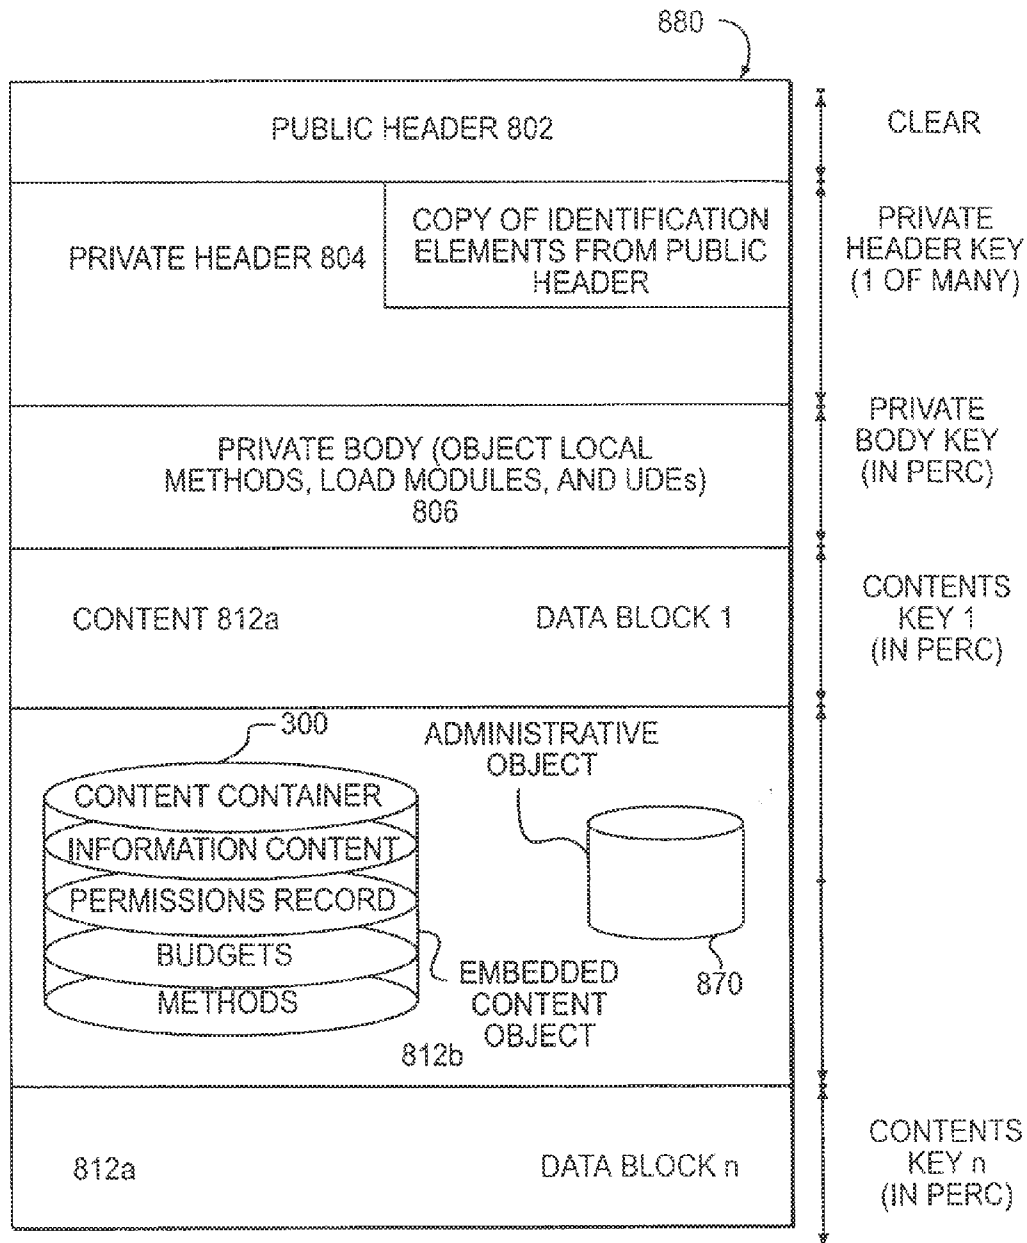 880
PUBLIC HEADER 802
CLEAR
PRIVATE HEADER 804
COPY OF IDENTIFICATION
ELEMENTS FROM PUBLIC
HEADER
PRIVATE
HEADER KEY
(1 OF MANY)
PRIVATE BODY (OBJECT LOCAL
METHODS, LOAD MODULES, AND UDEs)
806
PRIVATE
BODY KEY
(IN PERC)
CONTENT 812a
DATA BLOCK 1
CONTENTS
KEY 1
(IN PERC)
300
CONTENT CONTAINER
INFORMATION CONTENT
PERMISSIONS RECORD
BUDGETS
METHODS
ADMINISTRATIVE
OBJECT
870
EMBEDDED
CONTENT
OBJECT
812b
812a
DATA BLOCK n
CONTENTS
KEY n
(IN PERC)